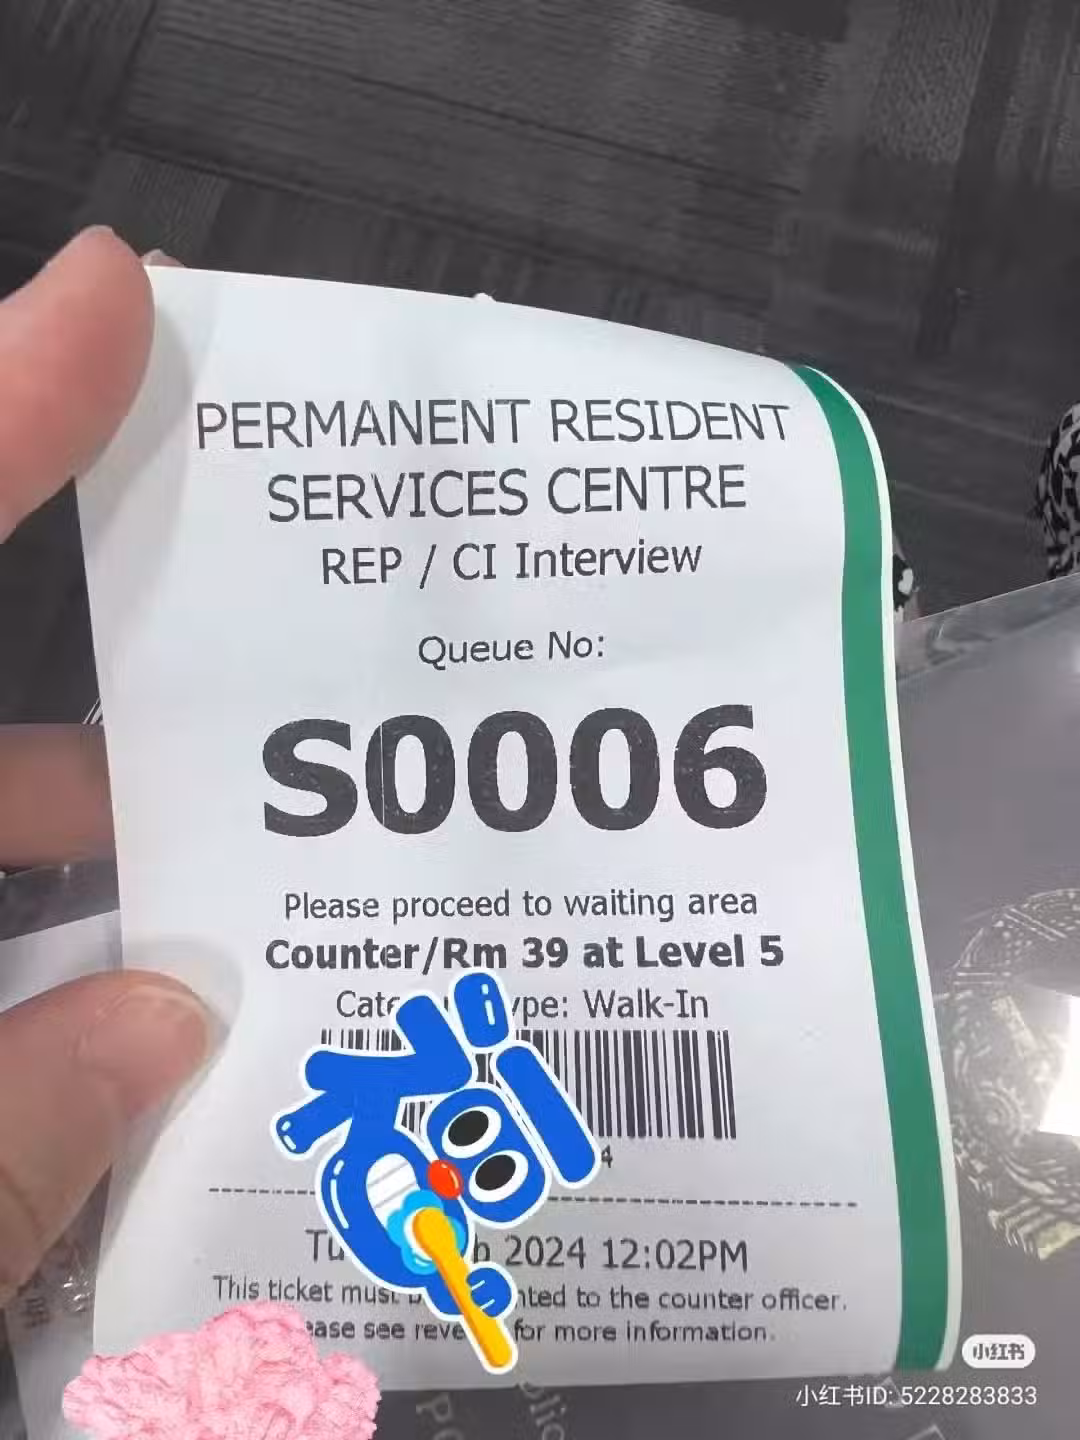 PERMANENT RESIDENT
SERVICES CENTRE
REP / CI Interview
Queue No:
S0006
Please proceed to waiting area
Counter/Rm 39 at Level 5
Walk-In
4
2024 12:02PM
This ticket must to the counter officer.
see for more information.
小红书
小红书ID: 5228283833